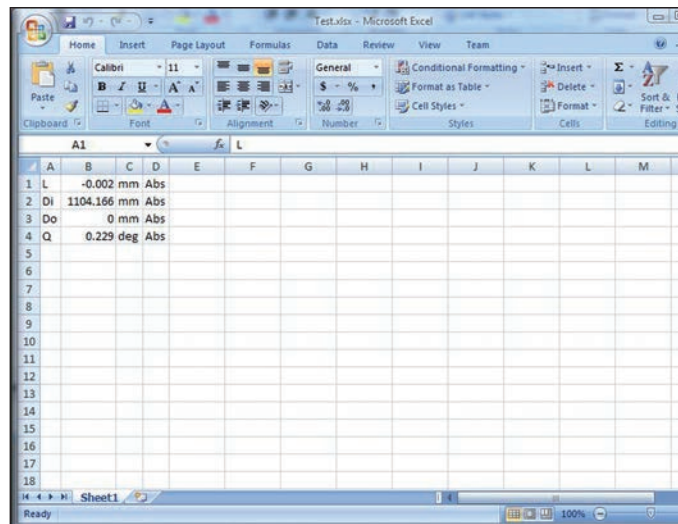 Test.xlsx - Microsoft Excel
Home Insert Page Layout Formulas Data Review View Team
Calibri 11 General Conditional Formatting Insert Σ
Paste B I U A A $ % , Format as Table Delete Sort &
A .00 .00 Cell Styles Format Filter
Clipboard Font Alignment Number Styles Cells Editing
A1 fx L
A B C D E F G H I J K L M
1 L -0.002 mm Abs
2 Di 1104.166 mm Abs
3 Do 0 mm Abs
4 Q 0.229 deg Abs
5
6
7
8
9
10
11
12
13
14
15
16
17
18
Sheet1
Ready 100%